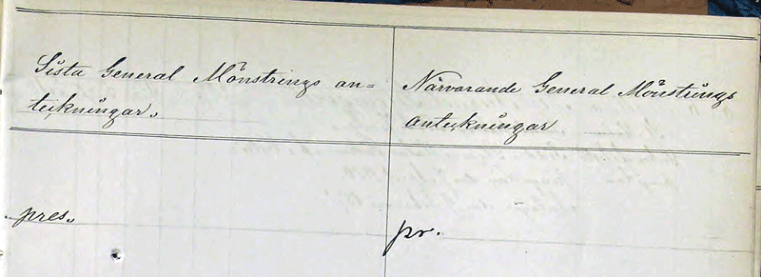 Sista General Mönstrings an=
teckningar.
Närvarande General Mönstrings
anteckningar
pres.
pr.